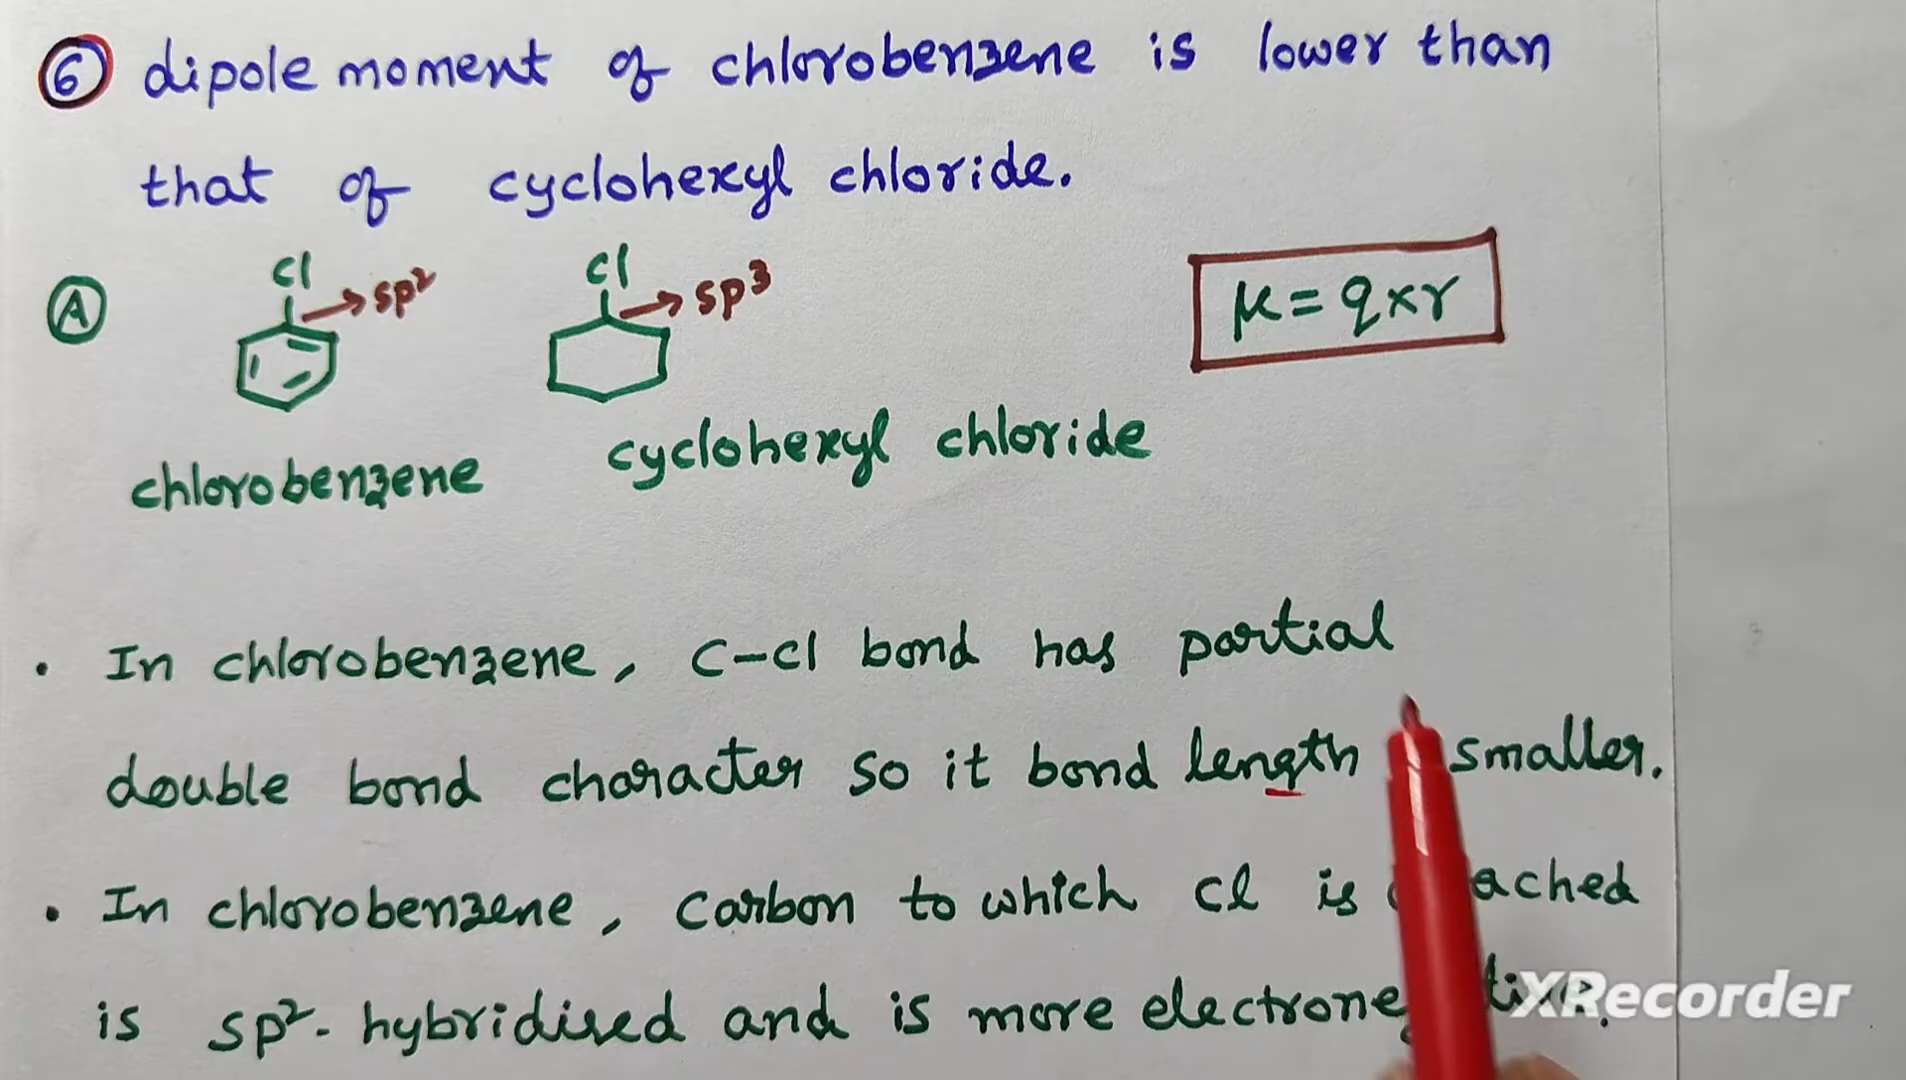 6 dipole moment of chlorobenzene is lower than
that of cyclohexyl chloride.
A
Cl → sp²
Cl → sp³
μ = q × r
chlorobenzene
cyclohexyl chloride
• In chlorobenzene, C-Cl bond has partial
double bond character so it bond length smaller.
• In chlorobenzene, carbon to which Cl is
is sp²- hybridised and is more
XRecorder